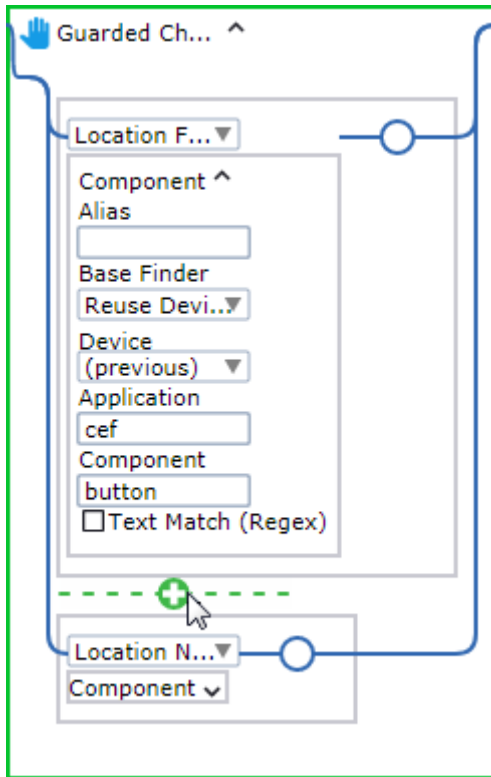 Guarded Ch...
Location F...
Component
Alias
Base Finder
Reuse Devi...
Device
(previous)
Application
cef
Component
button
Text Match (Regex)
Location N...
Component